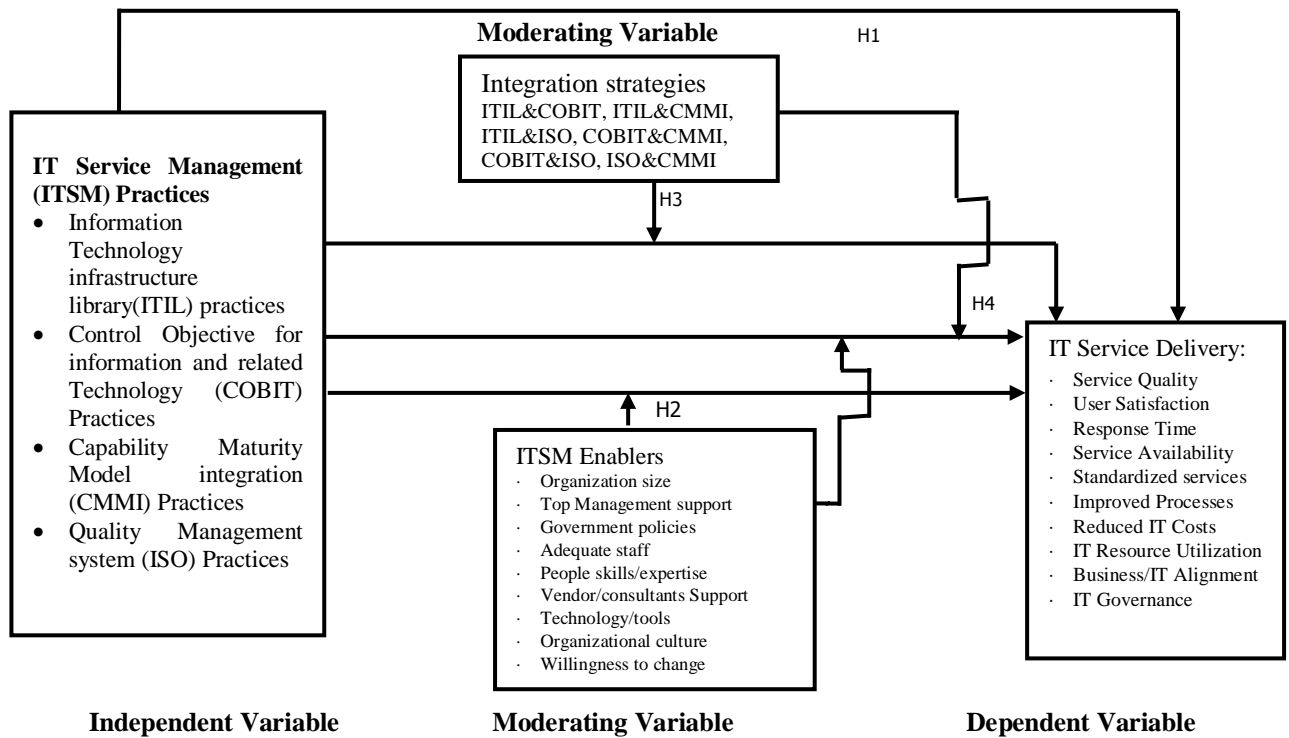 Moderating Variable
H1
Integration strategies
ITIL&COBIT, ITIL&CMMI,
ITIL&ISO, COBIT&CMMI,
COBIT&ISO, ISO&CMMI
H3
IT Service Management
(ITSM) Practices
• Information
Technology
infrastructure
library(ITIL) practices
• Control Objective for
information and related
Technology (COBIT)
Practices
• Capability Maturity
Model integration
(CMMI) Practices
• Quality Management
system (ISO) Practices
H4
H2
ITSM Enablers
· Organization size
· Top Management support
· Government policies
· Adequate staff
· People skills/expertise
· Vendor/consultants Support
· Technology/tools
· Organizational culture
· Willingness to change
IT Service Delivery:
· Service Quality
· User Satisfaction
· Response Time
· Service Availability
· Standardized services
· Improved Processes
· Reduced IT Costs
· IT Resource Utilization
· Business/IT Alignment
· IT Governance
Independent Variable
Moderating Variable
Dependent Variable